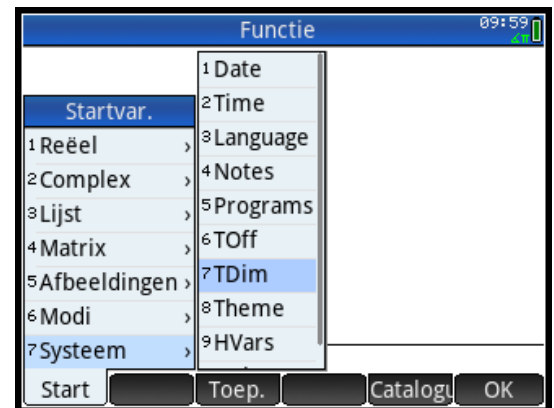 Functie
09:59
∡π
Startvar.
1 Reëel ›
2 Complex ›
3 Lijst ›
4 Matrix ›
5 Afbeeldingen ›
6 Modi ›
7 Systeem ›
1 Date
2 Time
3 Language
4 Notes
5 Programs
6 TOff
7 TDim
8 Theme
9 HVars
Start
Toep.
Catalogu
OK